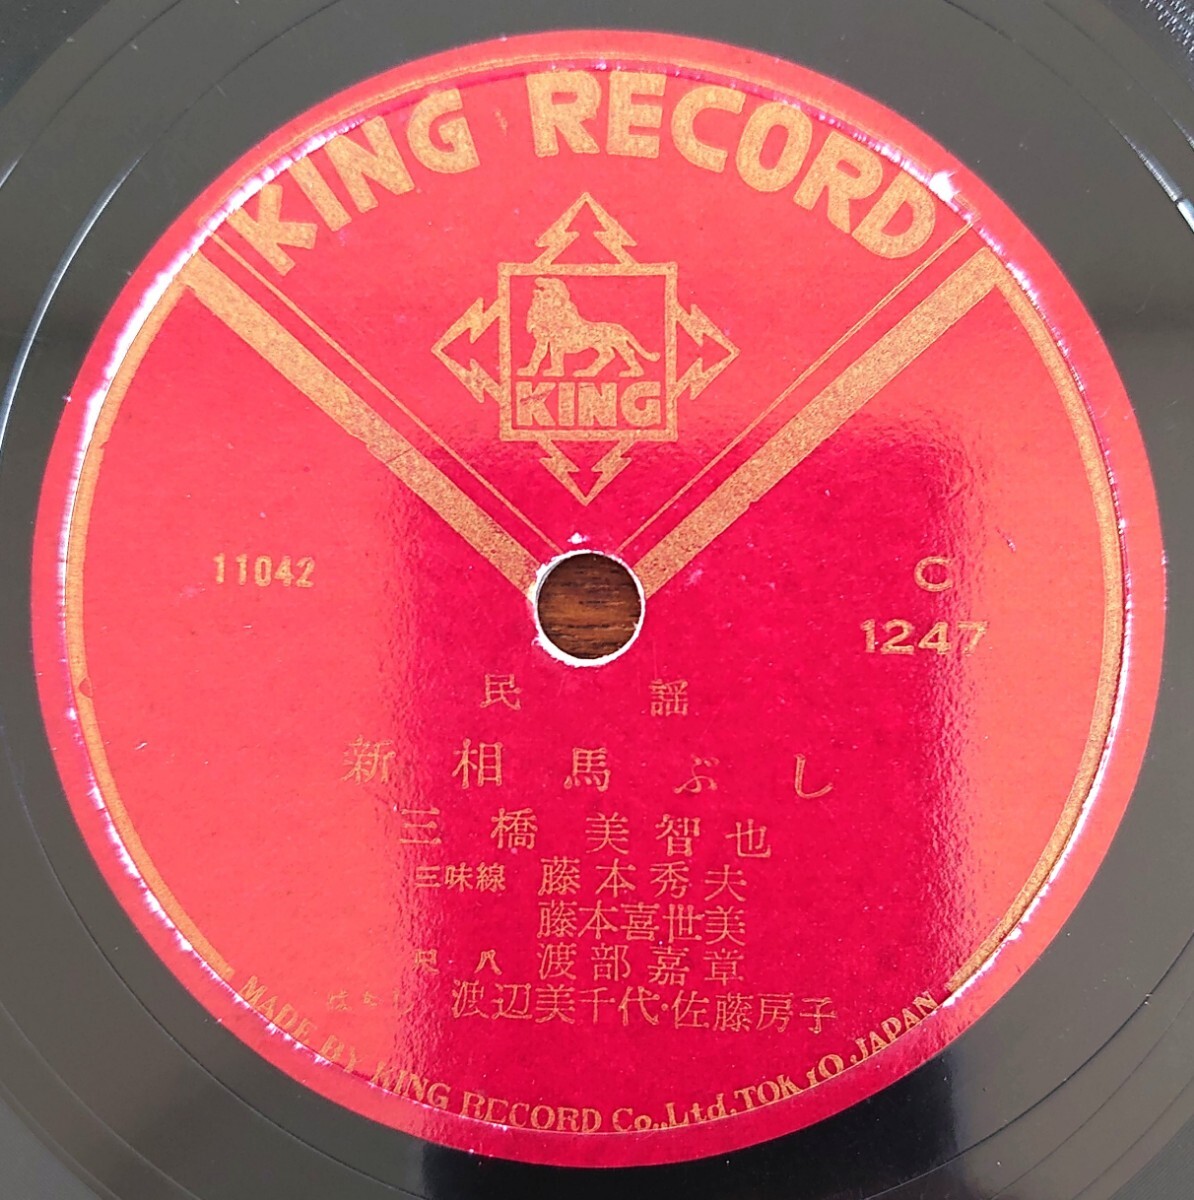 KING RECORD
KING
11042
C
1247
民謡
新相馬ぶし
三橋美智也
三味線 藤本秀夫
藤本喜世美
尺八 渡部嘉章
渡辺美千代・佐藤房子
MADE BY KING RECORD Co.,Ltd. TOKYO, JAPAN